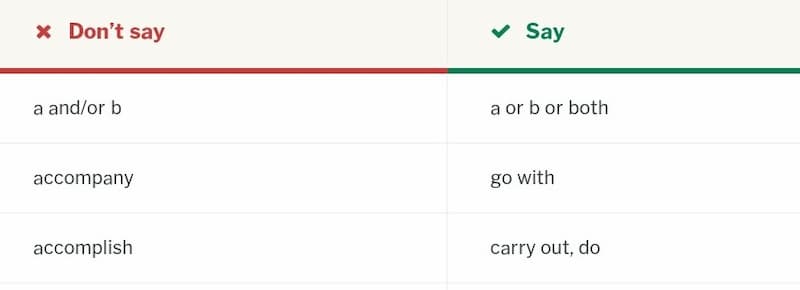 ✖ Don’t say ✔ Say
a and/or b a or b or both
accompany go with
accomplish carry out, do